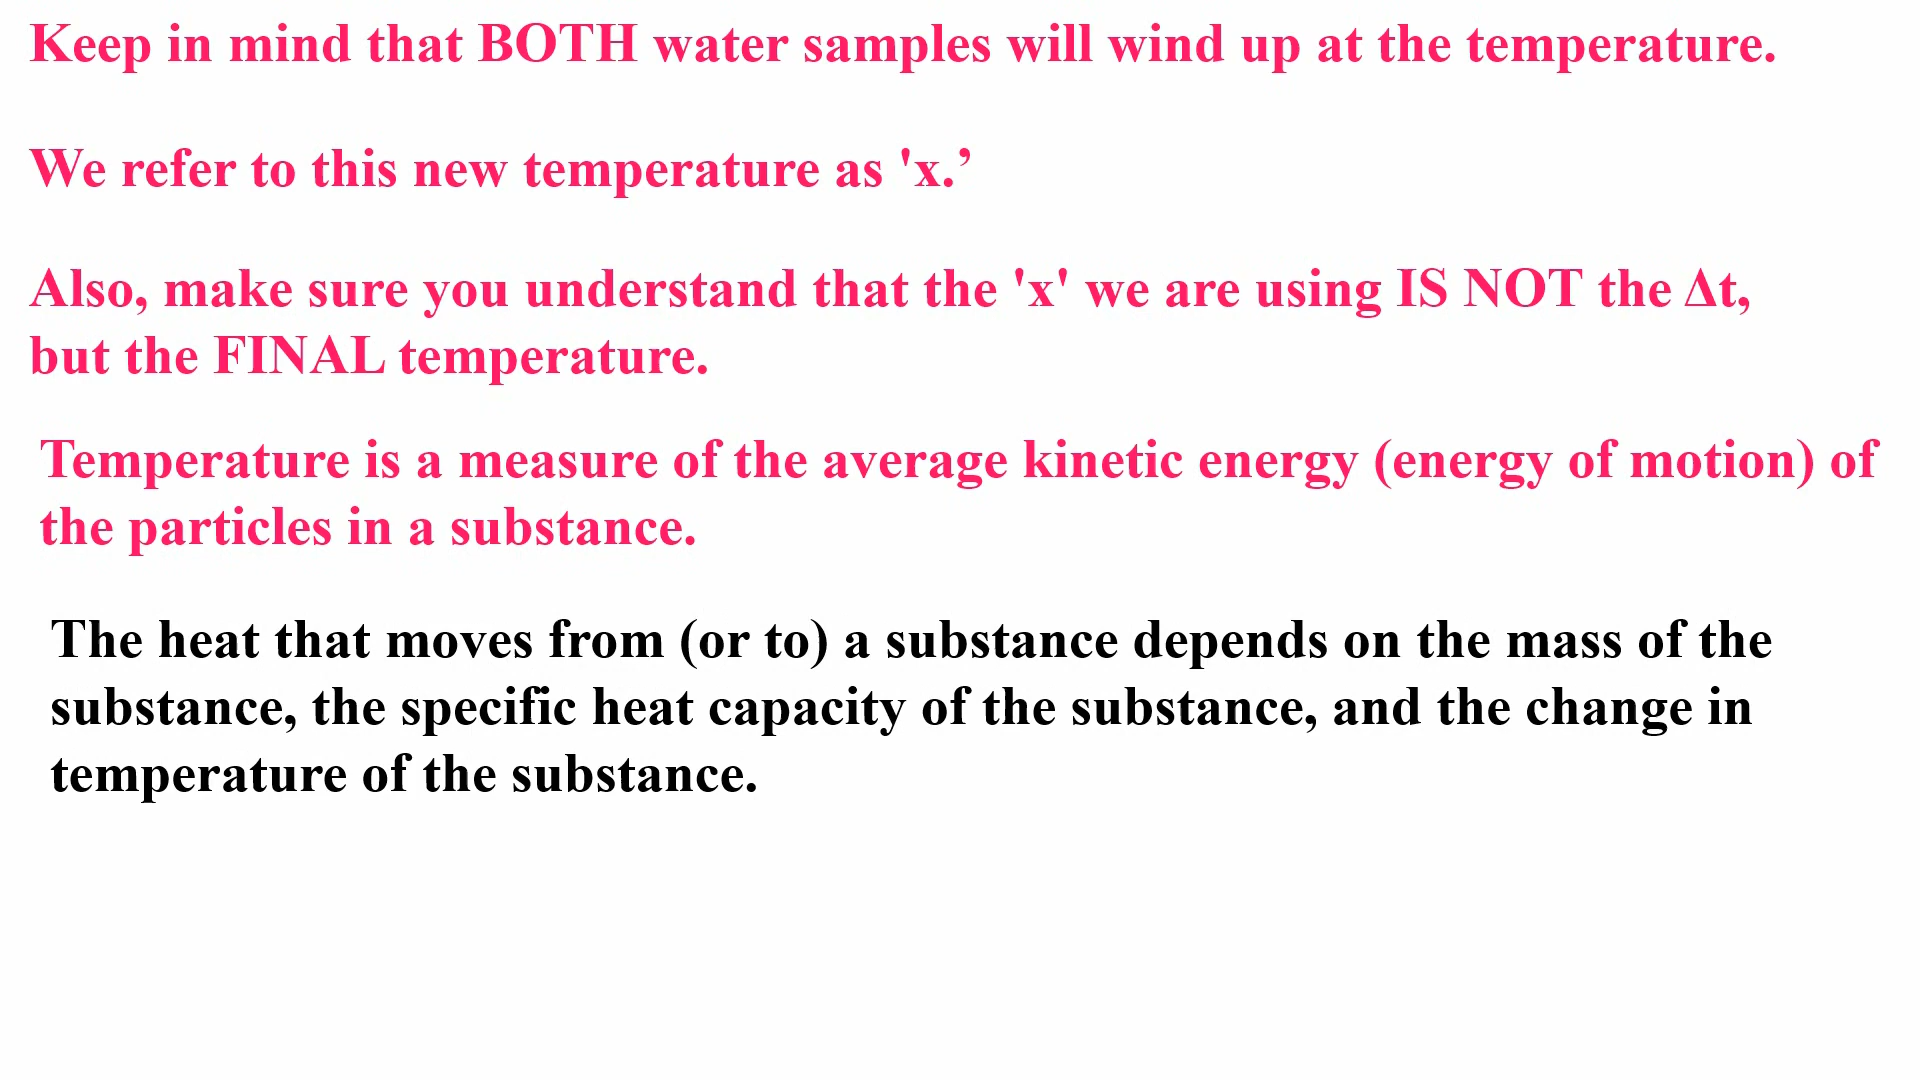 Keep in mind that BOTH water samples will wind up at the temperature.
We refer to this new temperature as 'x.’
Also, make sure you understand that the 'x' we are using IS NOT the Δt,
but the FINAL temperature.
Temperature is a measure of the average kinetic energy (energy of motion) of
the particles in a substance.
The heat that moves from (or to) a substance depends on the mass of the
substance, the specific heat capacity of the substance, and the change in
temperature of the substance.